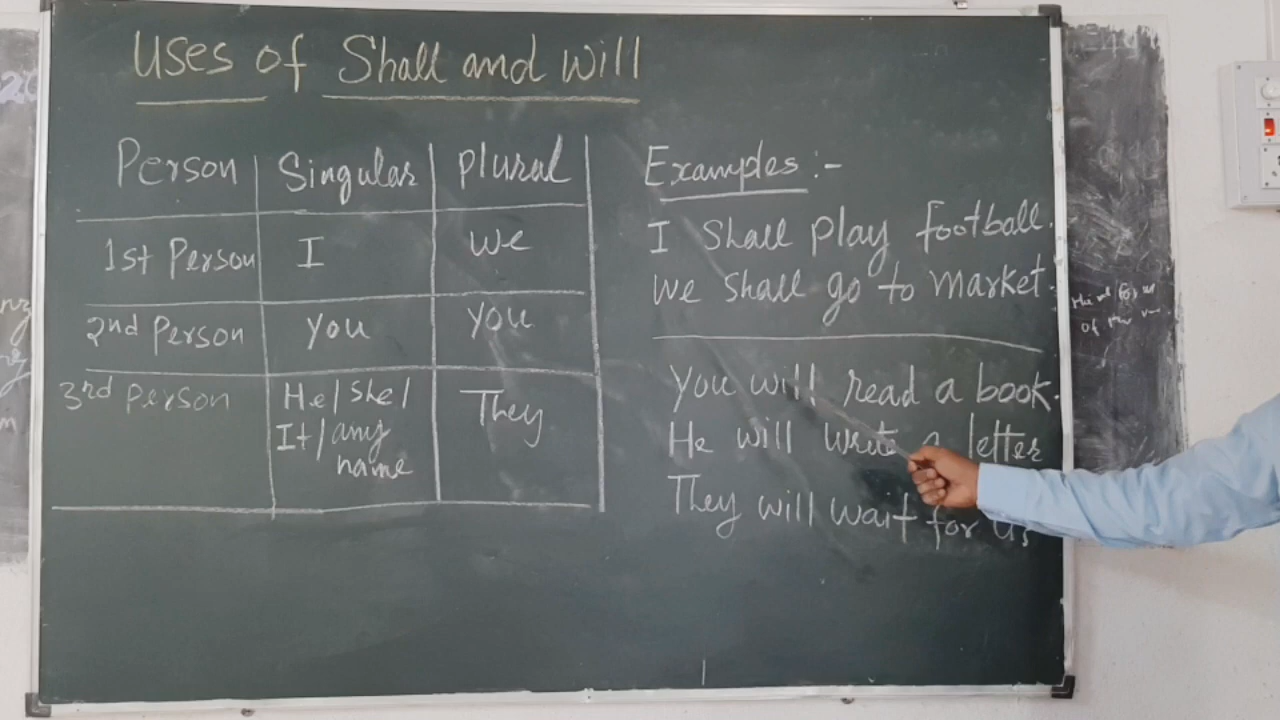 Uses of Shall and Will
Person Singular Plural
1st Person I We
2nd Person You You
3rd Person He/She/ They
It/any
name
Examples :-
I Shall Play football.
We shall go to market.
You will read a book.
He will write a letter
They will wait for us